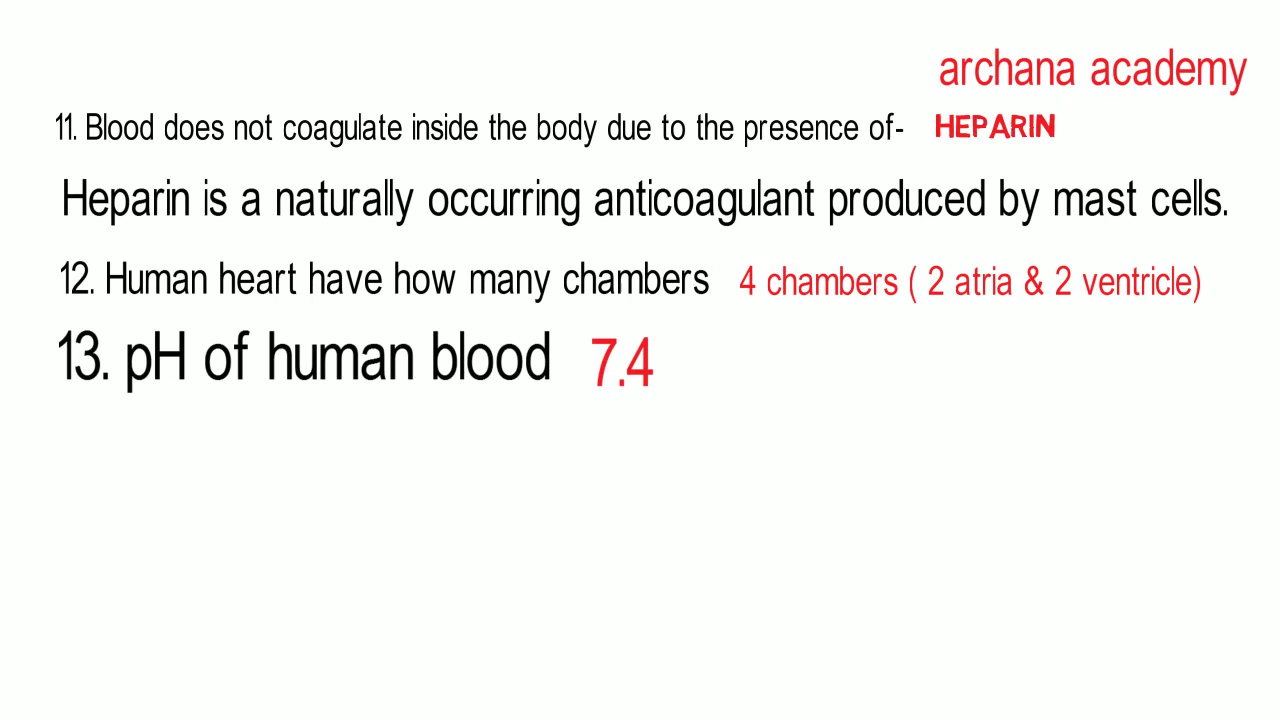 archana academy
11. Blood does not coagulate inside the body due to the presence of- HEPARIN
Heparin is a naturally occurring anticoagulant produced by mast cells.
12. Human heart have how many chambers 4 chambers ( 2 atria & 2 ventricle)
13. pH of human blood 7.4